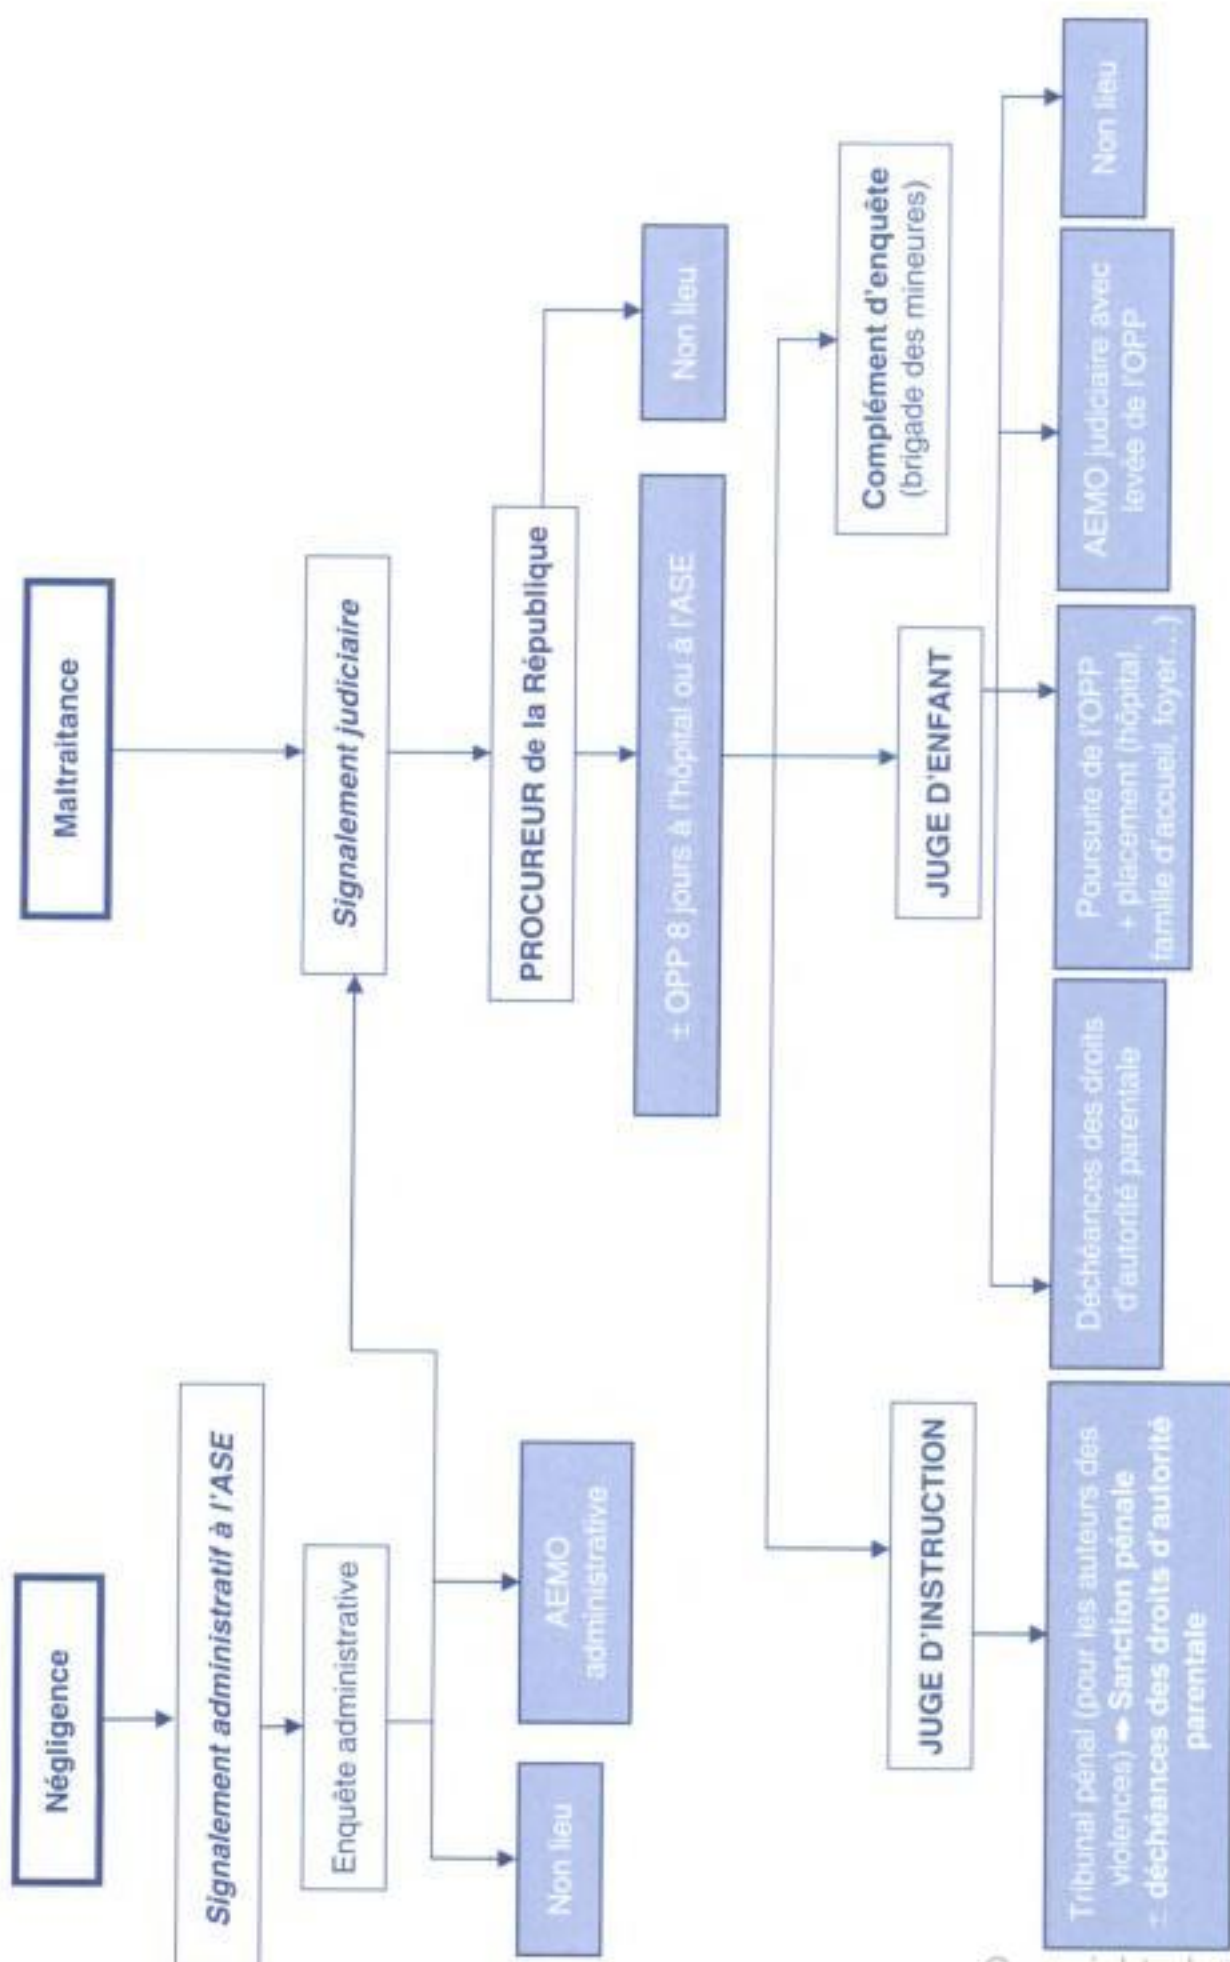 Négligence
Maltraitance
Signalement administratif à l'ASE
Signalement judiciaire
Enquête administrative
PROCUREUR de la République
Non lieu
AEMO
administrative
± OPP 8 jours à l'hôpital ou à l'ASE
Non lieu
JUGE D'INSTRUCTION
JUGE D'ENFANT
Complément d'enquête
(brigade des mineures)
Tribunal pénal (pour les auteurs des
violences) ➡ Sanction pénale
± déchéances des droits d'autorité
parentale
Déchéances des droits
d'autorité parentale
Poursuite de l'OPP
+ placement (hôpital,
famille d'accueil, foyer...)
AEMO judiciaire avec
levée de l'OPP
Non lieu